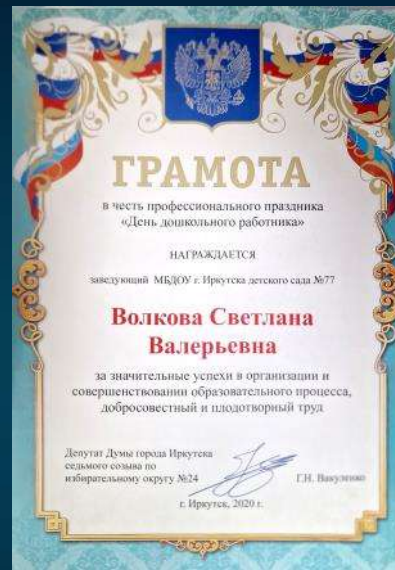 ГРАМОТА
в честь профессионального праздника
«День дошкольного работника»
НАГРАЖДАЕТСЯ
заведующий МБДОУ г. Иркутска детского сада №77
Волкова Светлана
Валерьевна
за значительные успехи в организации и
совершенствовании образовательного процесса,
добросовестный и плодотворный труд
Депутат Думы города Иркутска
седьмого созыва по
избирательному округу №24
Г.Н. Вакуленко
г. Иркутск, 2020 г.